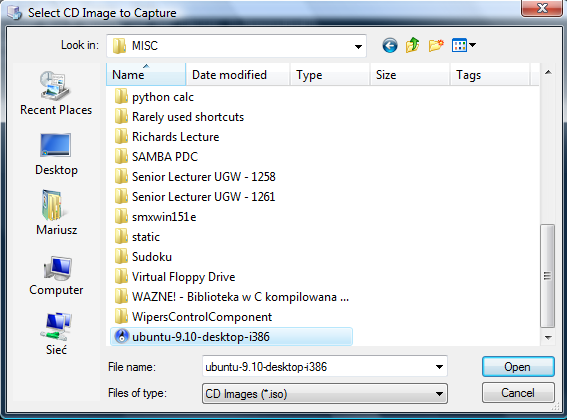 Select CD Image to Capture
Look in: MISC
Name Date modified Type Size Tags
Recent Places
Desktop
Mariusz
Computer
Sieć
python calc
Rarely used shortcuts
Richards Lecture
SAMBA PDC
Senior Lecturer UGW - 1258
Senior Lecturer UGW - 1261
smxwin151e
static
Sudoku
Virtual Floppy Drive
WAZNE! - Biblioteka w C kompilowana ...
WipersControlComponent
ubuntu-9.10-desktop-i386
File name: ubuntu-9.10-desktop-i386 Open
Files of type: CD Images (*.iso) Cancel